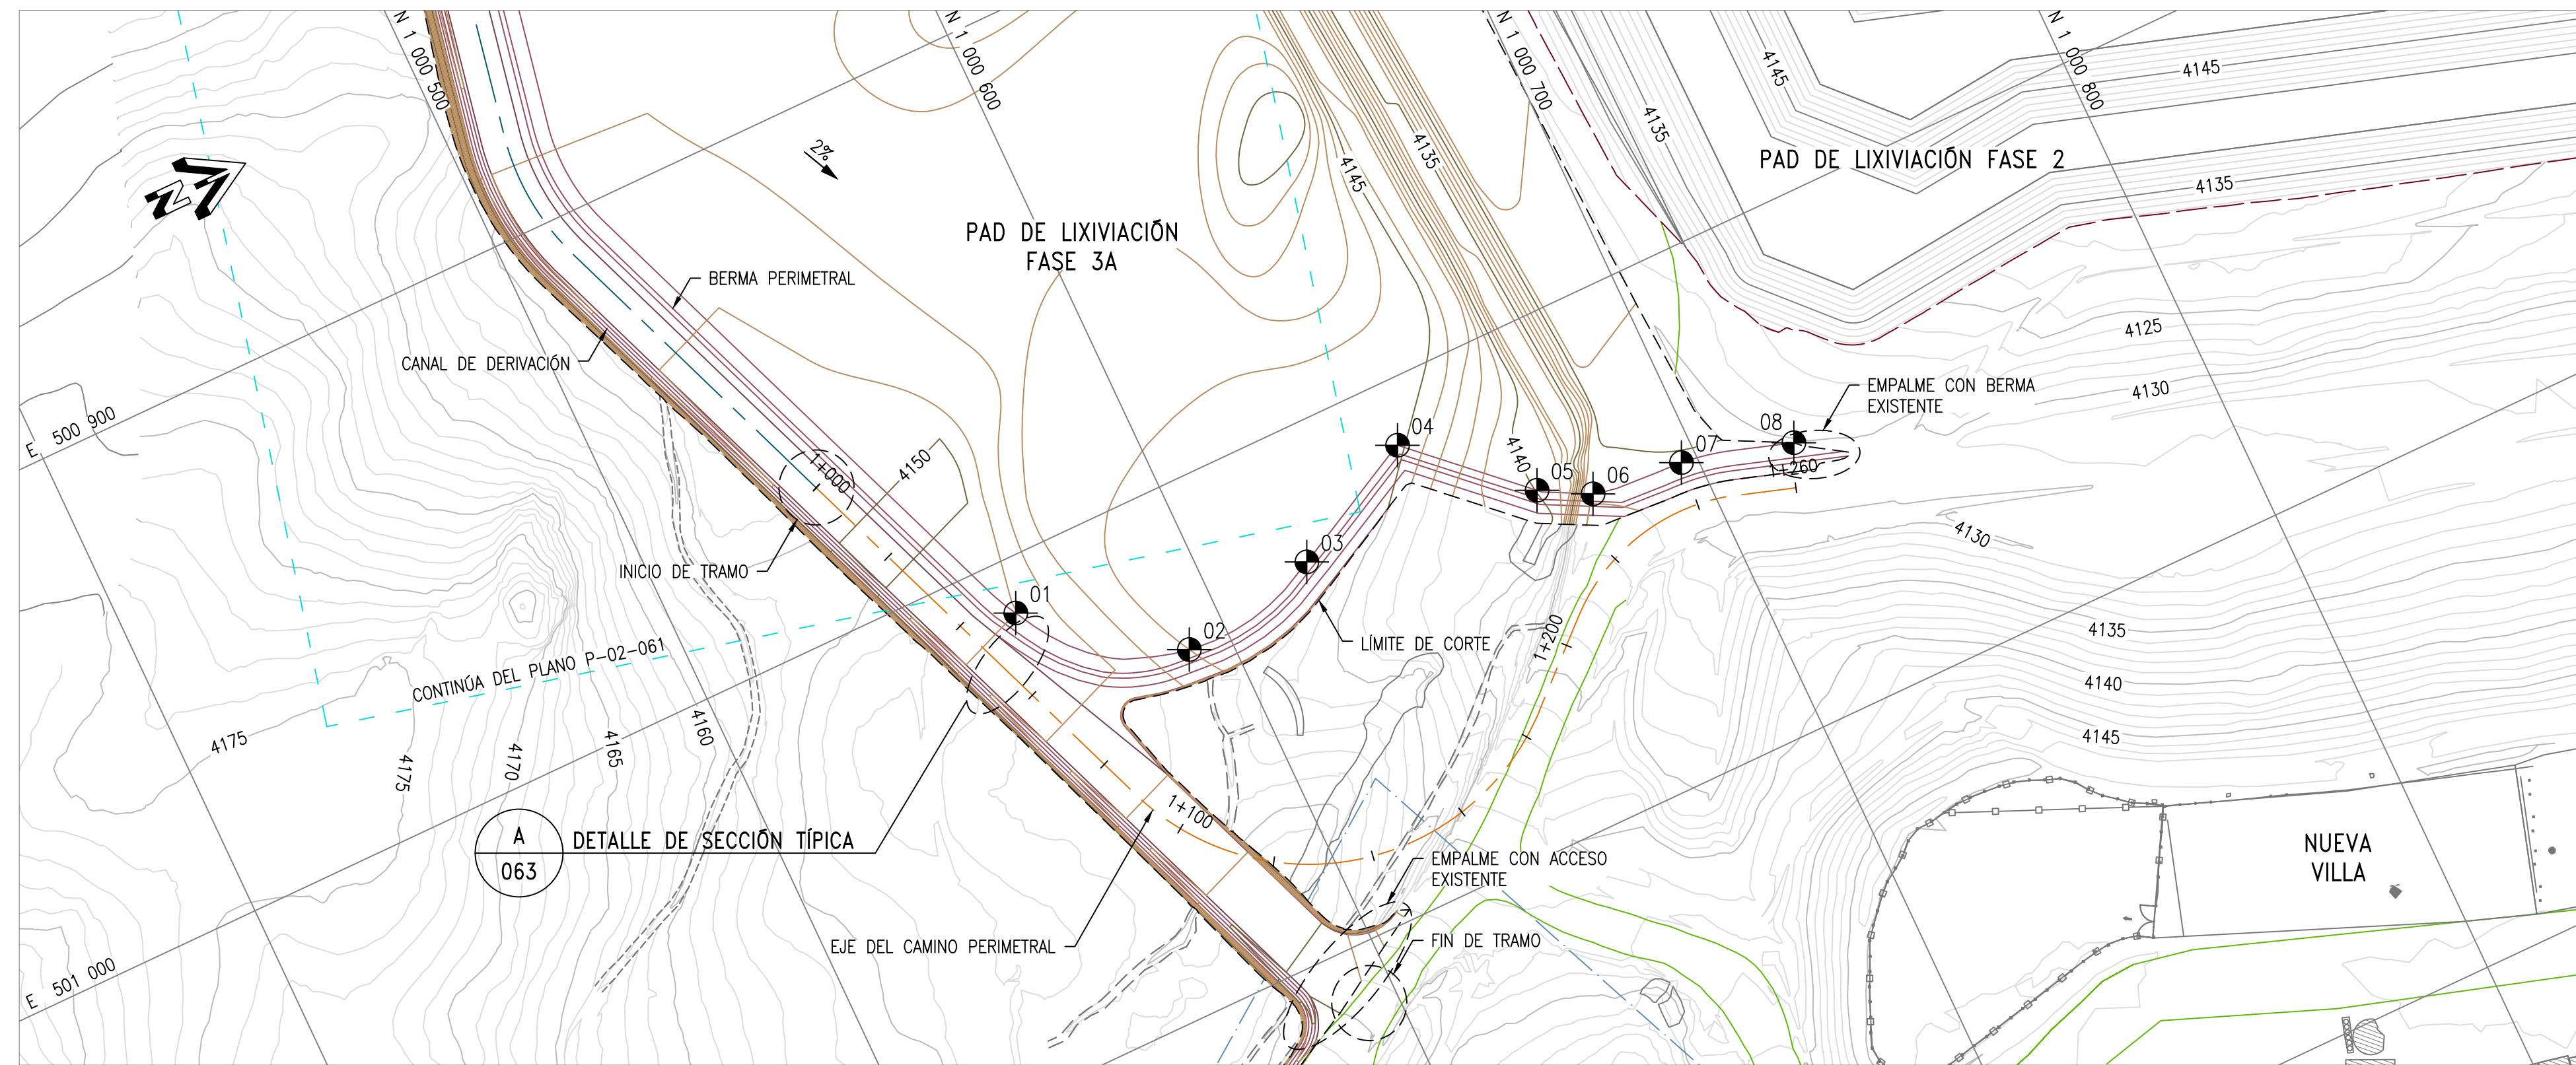 N 1 000 500
N 1 000 600
N 1 000 700
N 1 000 800
4145
4145
4135
PAD DE LIXIVIACIÓN FASE 2
4135
4135
4145
2%
N
PAD DE LIXIVIACIÓN
FASE 3A
BERMA PERIMETRAL
CANAL DE DERIVACIÓN
4125
4130
EMPALME CON BERMA
EXISTENTE
E 500 900
04
08
07
4140
05
06
1+260
4150
1+000
4130
03
INICIO DE TRAMO
01
02
LÍMITE DE CORTE
1+200
4135
CONTINÚA DEL PLANO P-02-061
4140
4145
4175
4175
4170
4165
4160
1+100
A
063
DETALLE DE SECCIÓN TÍPICA
NUEVA
VILLA
EMPALME CON ACCESO
EXISTENTE
EJE DEL CAMINO PERIMETRAL
FIN DE TRAMO
E 501 000